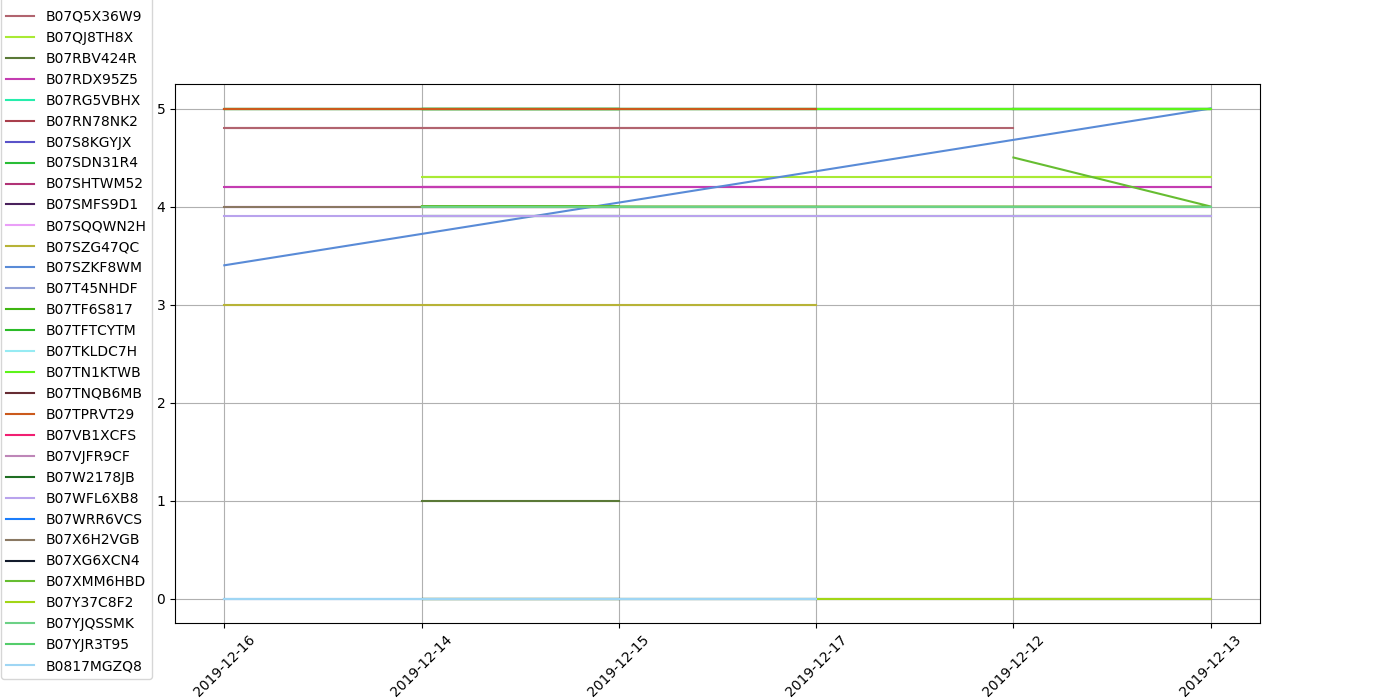 B07Q5X36W9
B07QJ8TH8X
B07RBV424R
B07RDX95Z5
B07RG5VBHX
B07RN78NK2
B07S8KGYJX
B07SDN31R4
B07SHTWM52
B07SMFS9D1
B07SQQWN2H
B07SZG47QC
B07SZKF8WM
B07T45NHDF
B07TF6S817
B07TFTCYTM
B07TKLDC7H
B07TN1KTWB
B07TNQB6MB
B07TPRVT29
B07VB1XCFS
B07VJFR9CF
B07W2178JB
B07WFL6XB8
B07WRR6VCS
B07X6H2VGB
B07XG6XCN4
B07XMM6HBD
B07Y37C8F2
B07YJQSSMK
B07YJR3T95
B0817MGZQ8
5
4
3
2
1
0
2019-12-16
2019-12-14
2019-12-15
2019-12-17
2019-12-12
2019-12-13